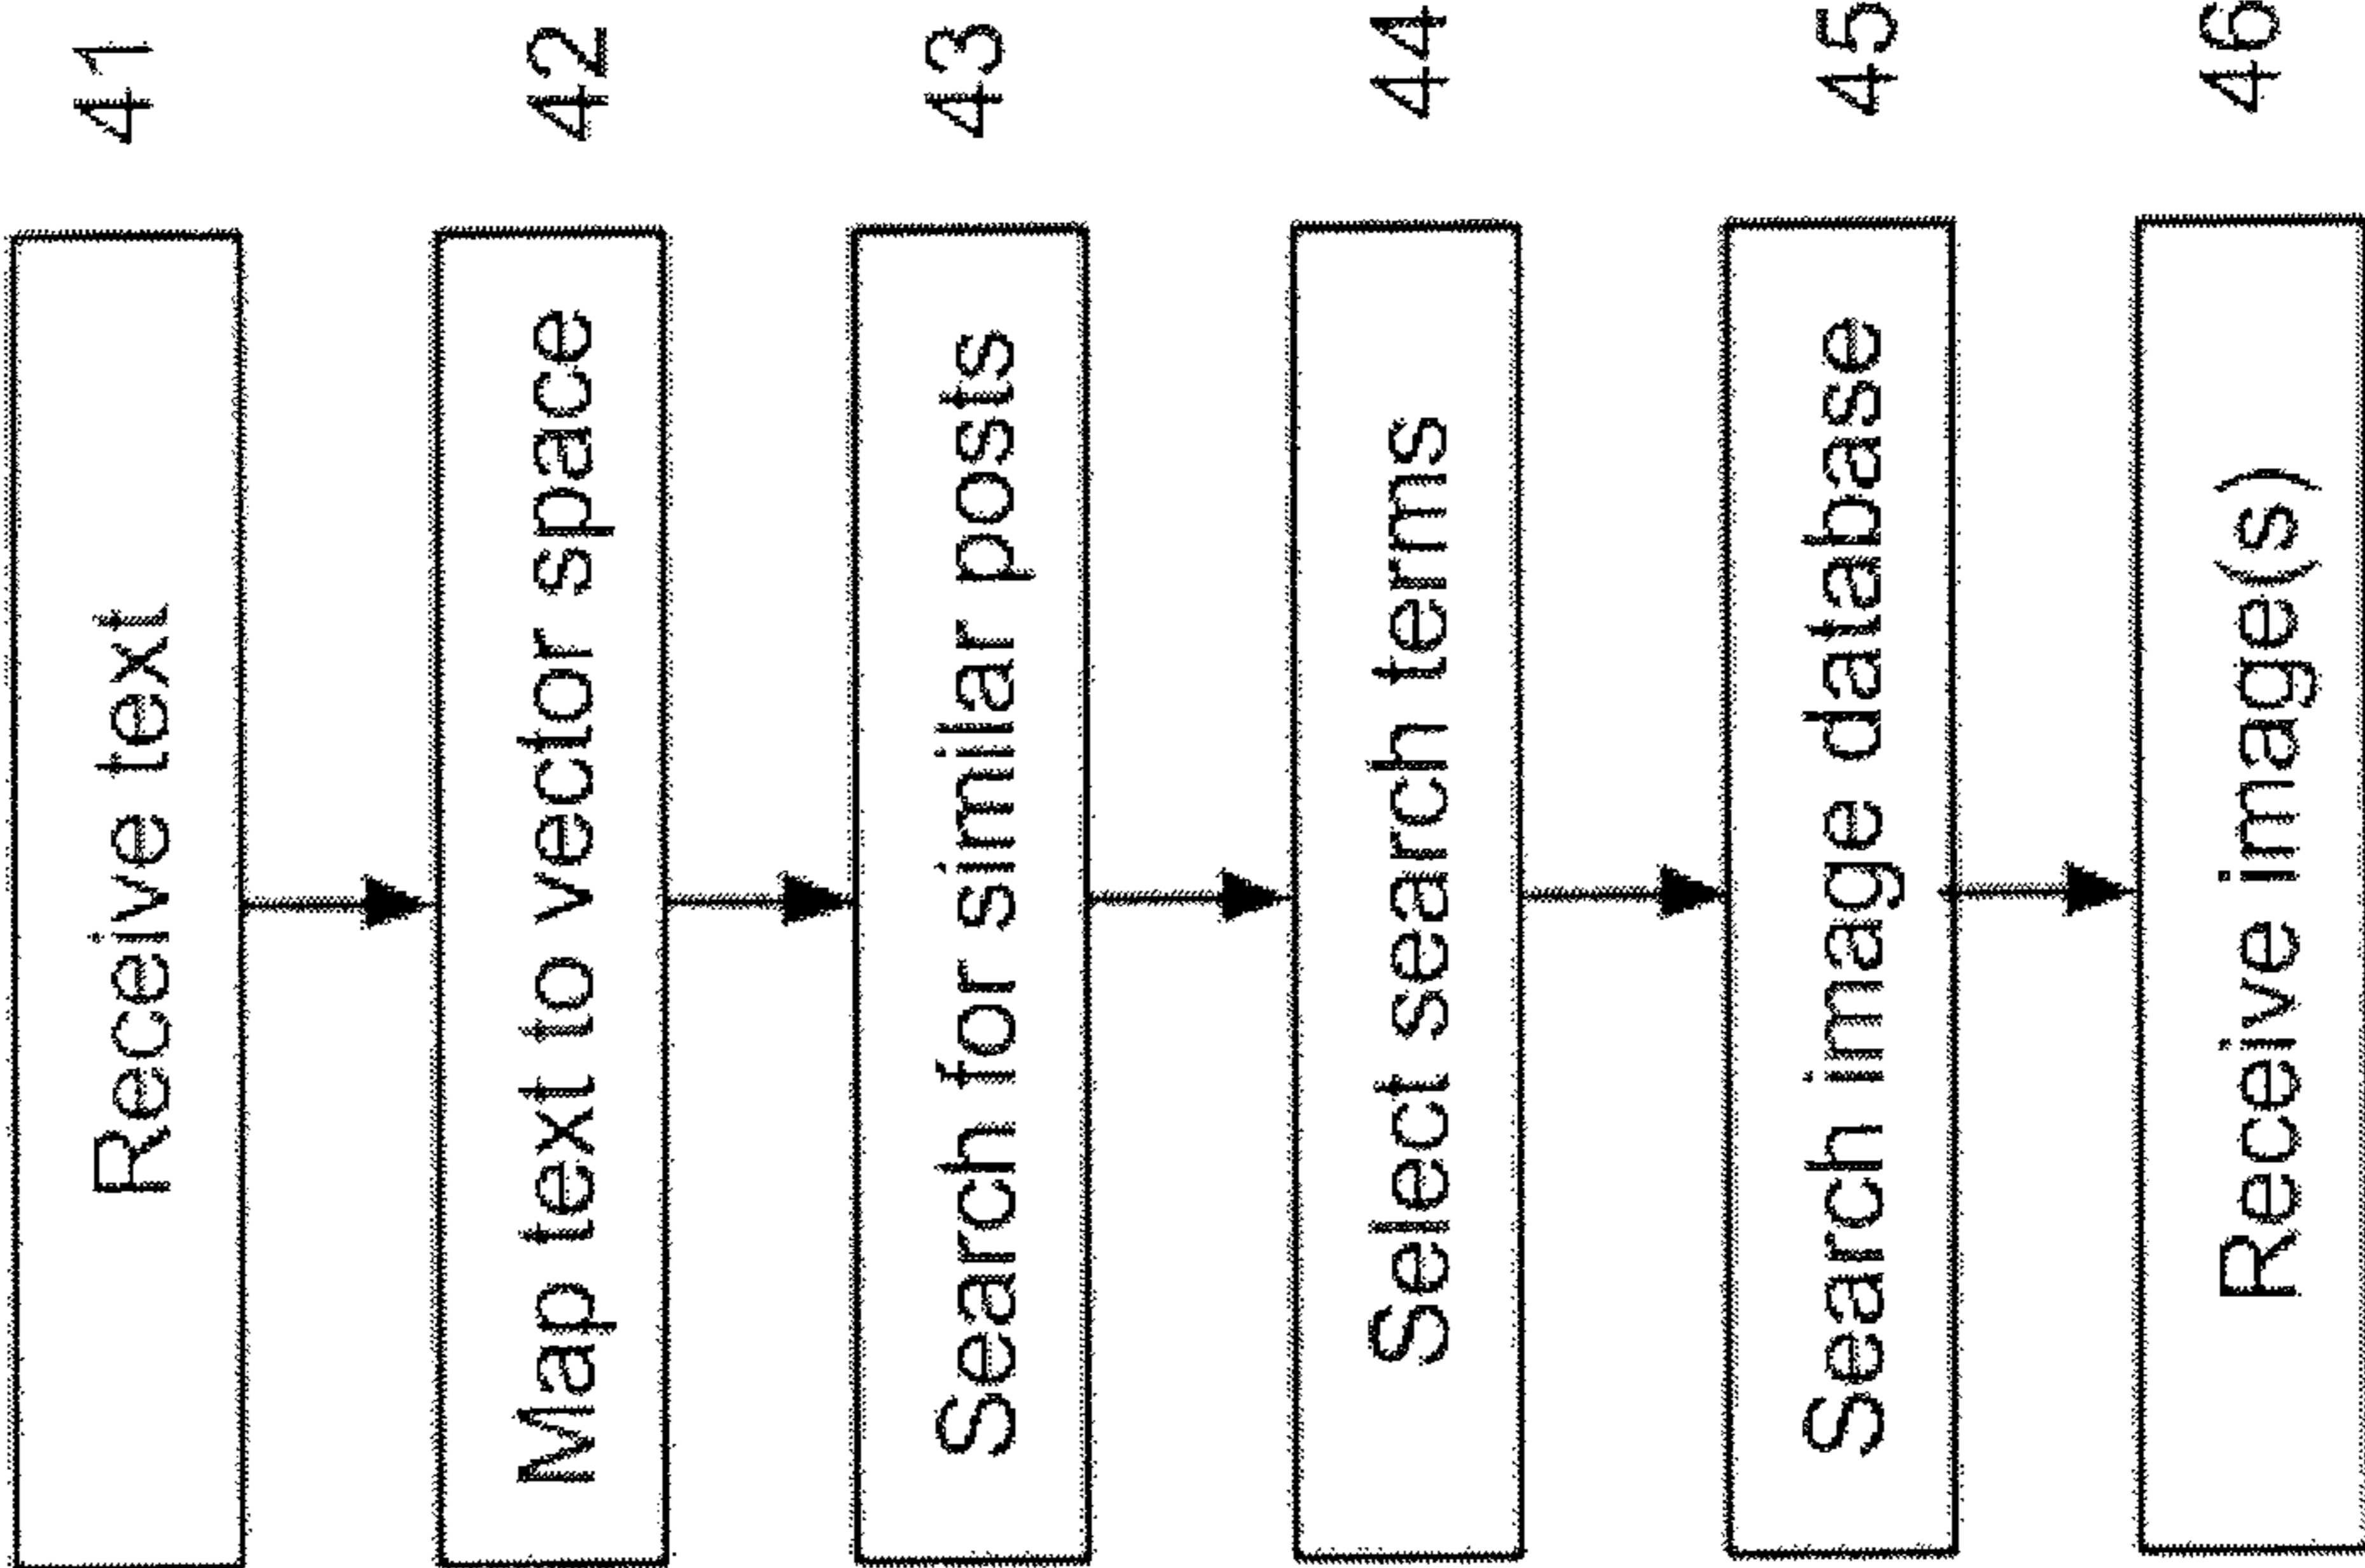 Receive text 41
Map text to vector space 42
Search for similar posts 43
Select search terms 44
Search image database 45
Receive image(s) 46